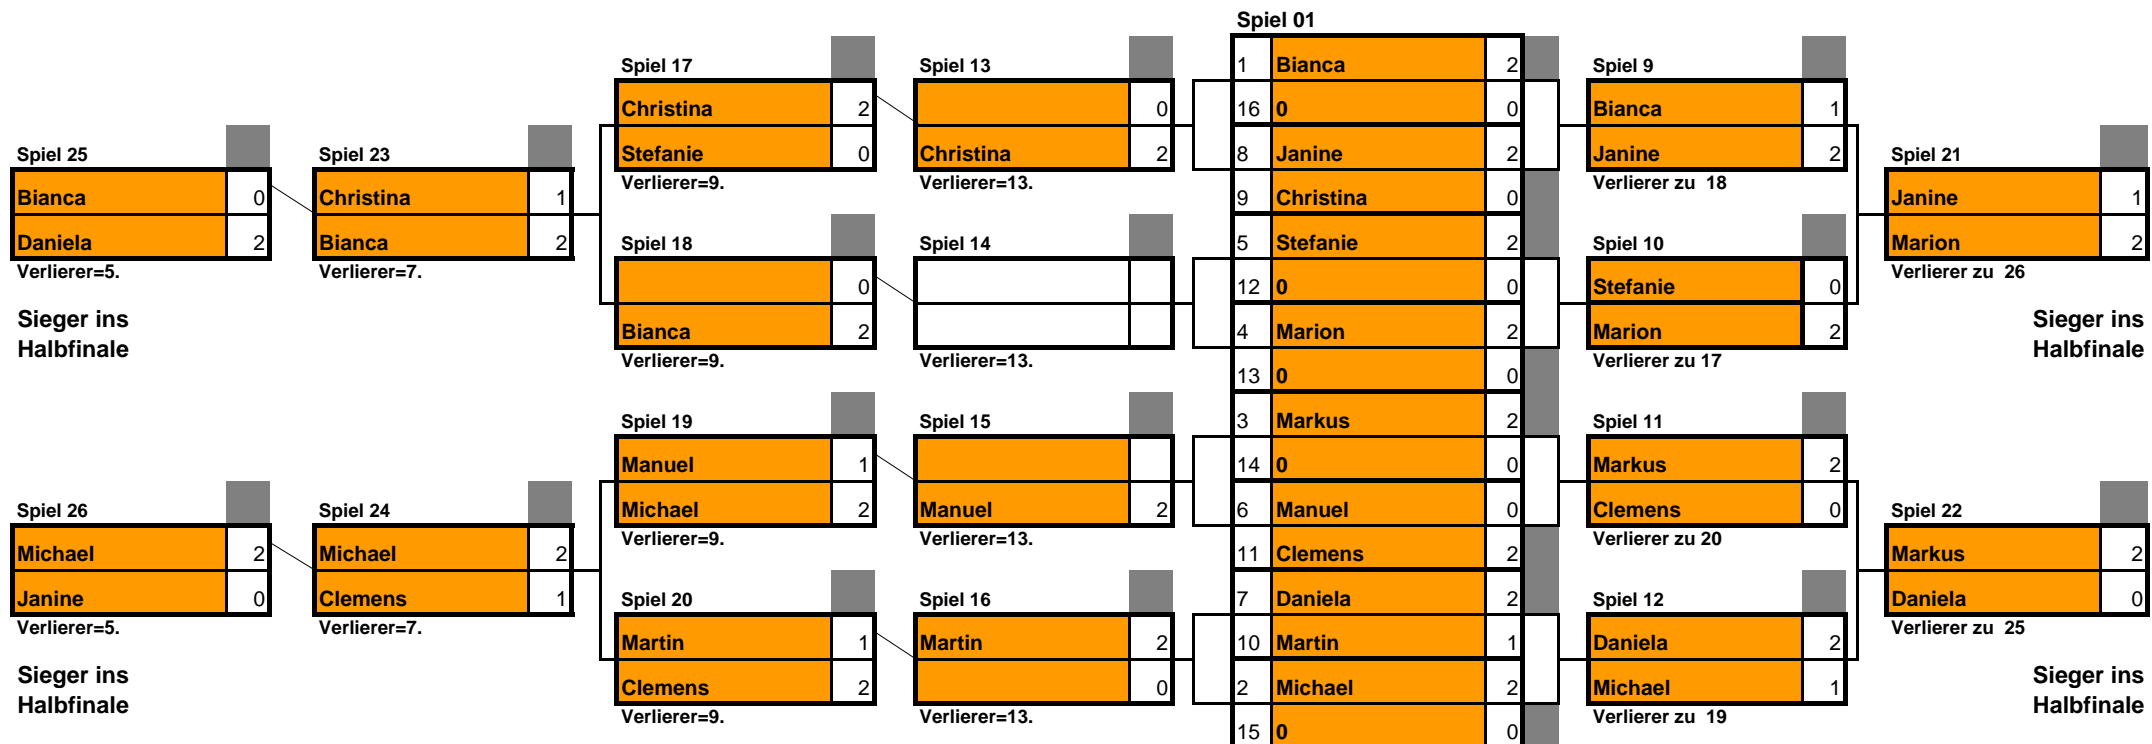 Spiel 01
1 Bianca 2
16 0 0
8 Janine 2
9 Christina 0
5 Stefanie 2
12 0 0
4 Marion 2
13 0 0
3 Markus 2
14 0 0
6 Manuel 0
11 Clemens 2
7 Daniela 2
10 Martin 1
2 Michael 2
15 0 0
Spiel 25
Bianca 0
Daniela 2
Verlierer=5.
Sieger ins
Halbfinale
Spiel 26
Michael 2
Janine 0
Verlierer=5.
Sieger ins
Halbfinale
Spiel 23
Christina 1
Bianca 2
Verlierer=7.
Spiel 24
Michael 2
Clemens 1
Verlierer=7.
Spiel 17
Christina 2
Stefanie 0
Verlierer=9.
Spiel 18
0
Bianca 2
Verlierer=9.
Spiel 19
Manuel 1
Michael 2
Verlierer=9.
Spiel 20
Martin 1
Clemens 2
Verlierer=9.
Spiel 13
0
Christina 2
Verlierer=13.
Spiel 14
Verlierer=13.
Spiel 15
Manuel 2
Verlierer=13.
Spiel 16
Martin 2
0
Verlierer=13.
Spiel 9
Bianca 1
Janine 2
Verlierer zu 18
Spiel 10
Stefanie 0
Marion 2
Verlierer zu 17
Spiel 11
Markus 2
Clemens 0
Verlierer zu 20
Spiel 12
Daniela 2
Michael 1
Verlierer zu 19
Spiel 21
Janine 1
Marion 2
Verlierer zu 26
Sieger ins
Halbfinale
Spiel 22
Markus 2
Daniela 0
Verlierer zu 25
Sieger ins
Halbfinale